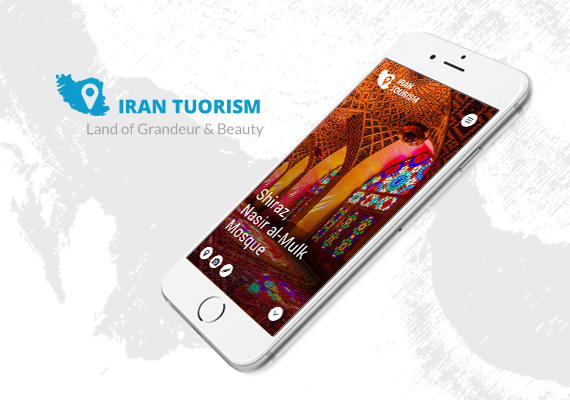 IRAN TUORISM
Land of Grandeur & Beauty
IRAN
TOURISM
Shiraz,
Nasir al-Mulk
Mosque